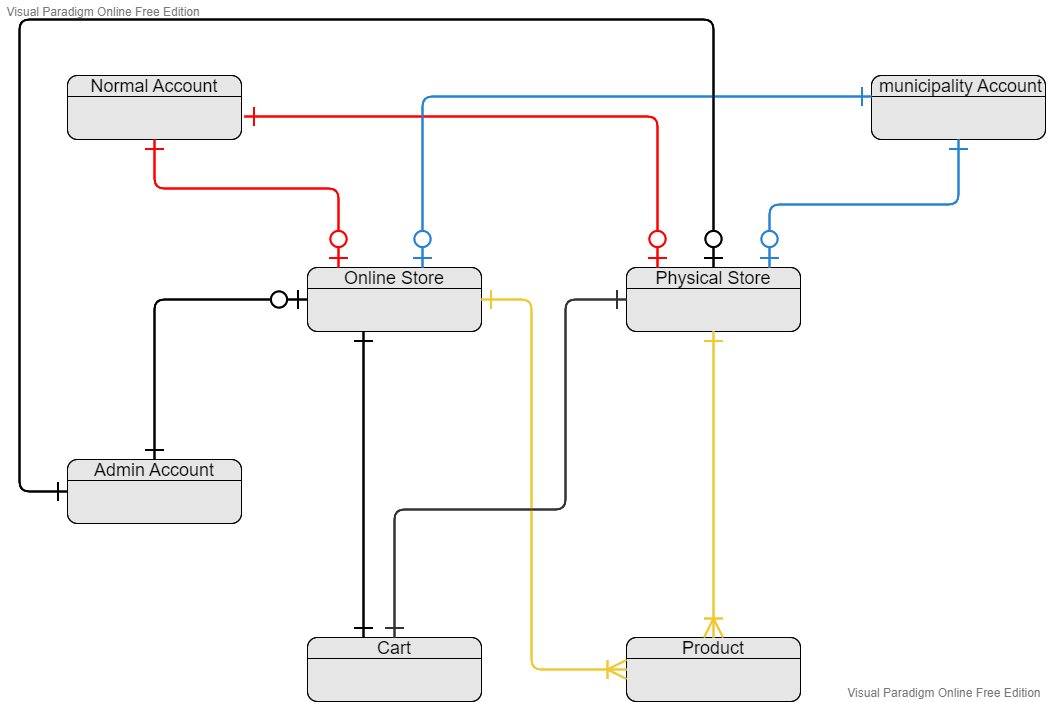 Visual Paradigm Online Free Edition
Normal Account
municipality Account
Online Store
Physical Store
Admin Account
Cart
Product
Visual Paradigm Online Free Edition